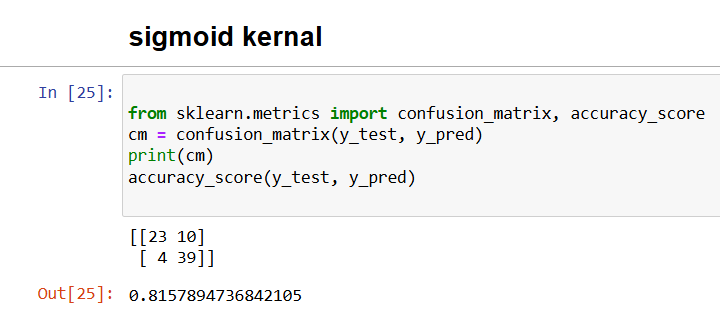 sigmoid kernal
In [25]:
from sklearn.metrics import confusion_matrix, accuracy_score
cm = confusion_matrix(y_test, y_pred)
print(cm)
accuracy_score(y_test, y_pred)
[[23 10]
 [ 4 39]]
Out[25]: 0.8157894736842105